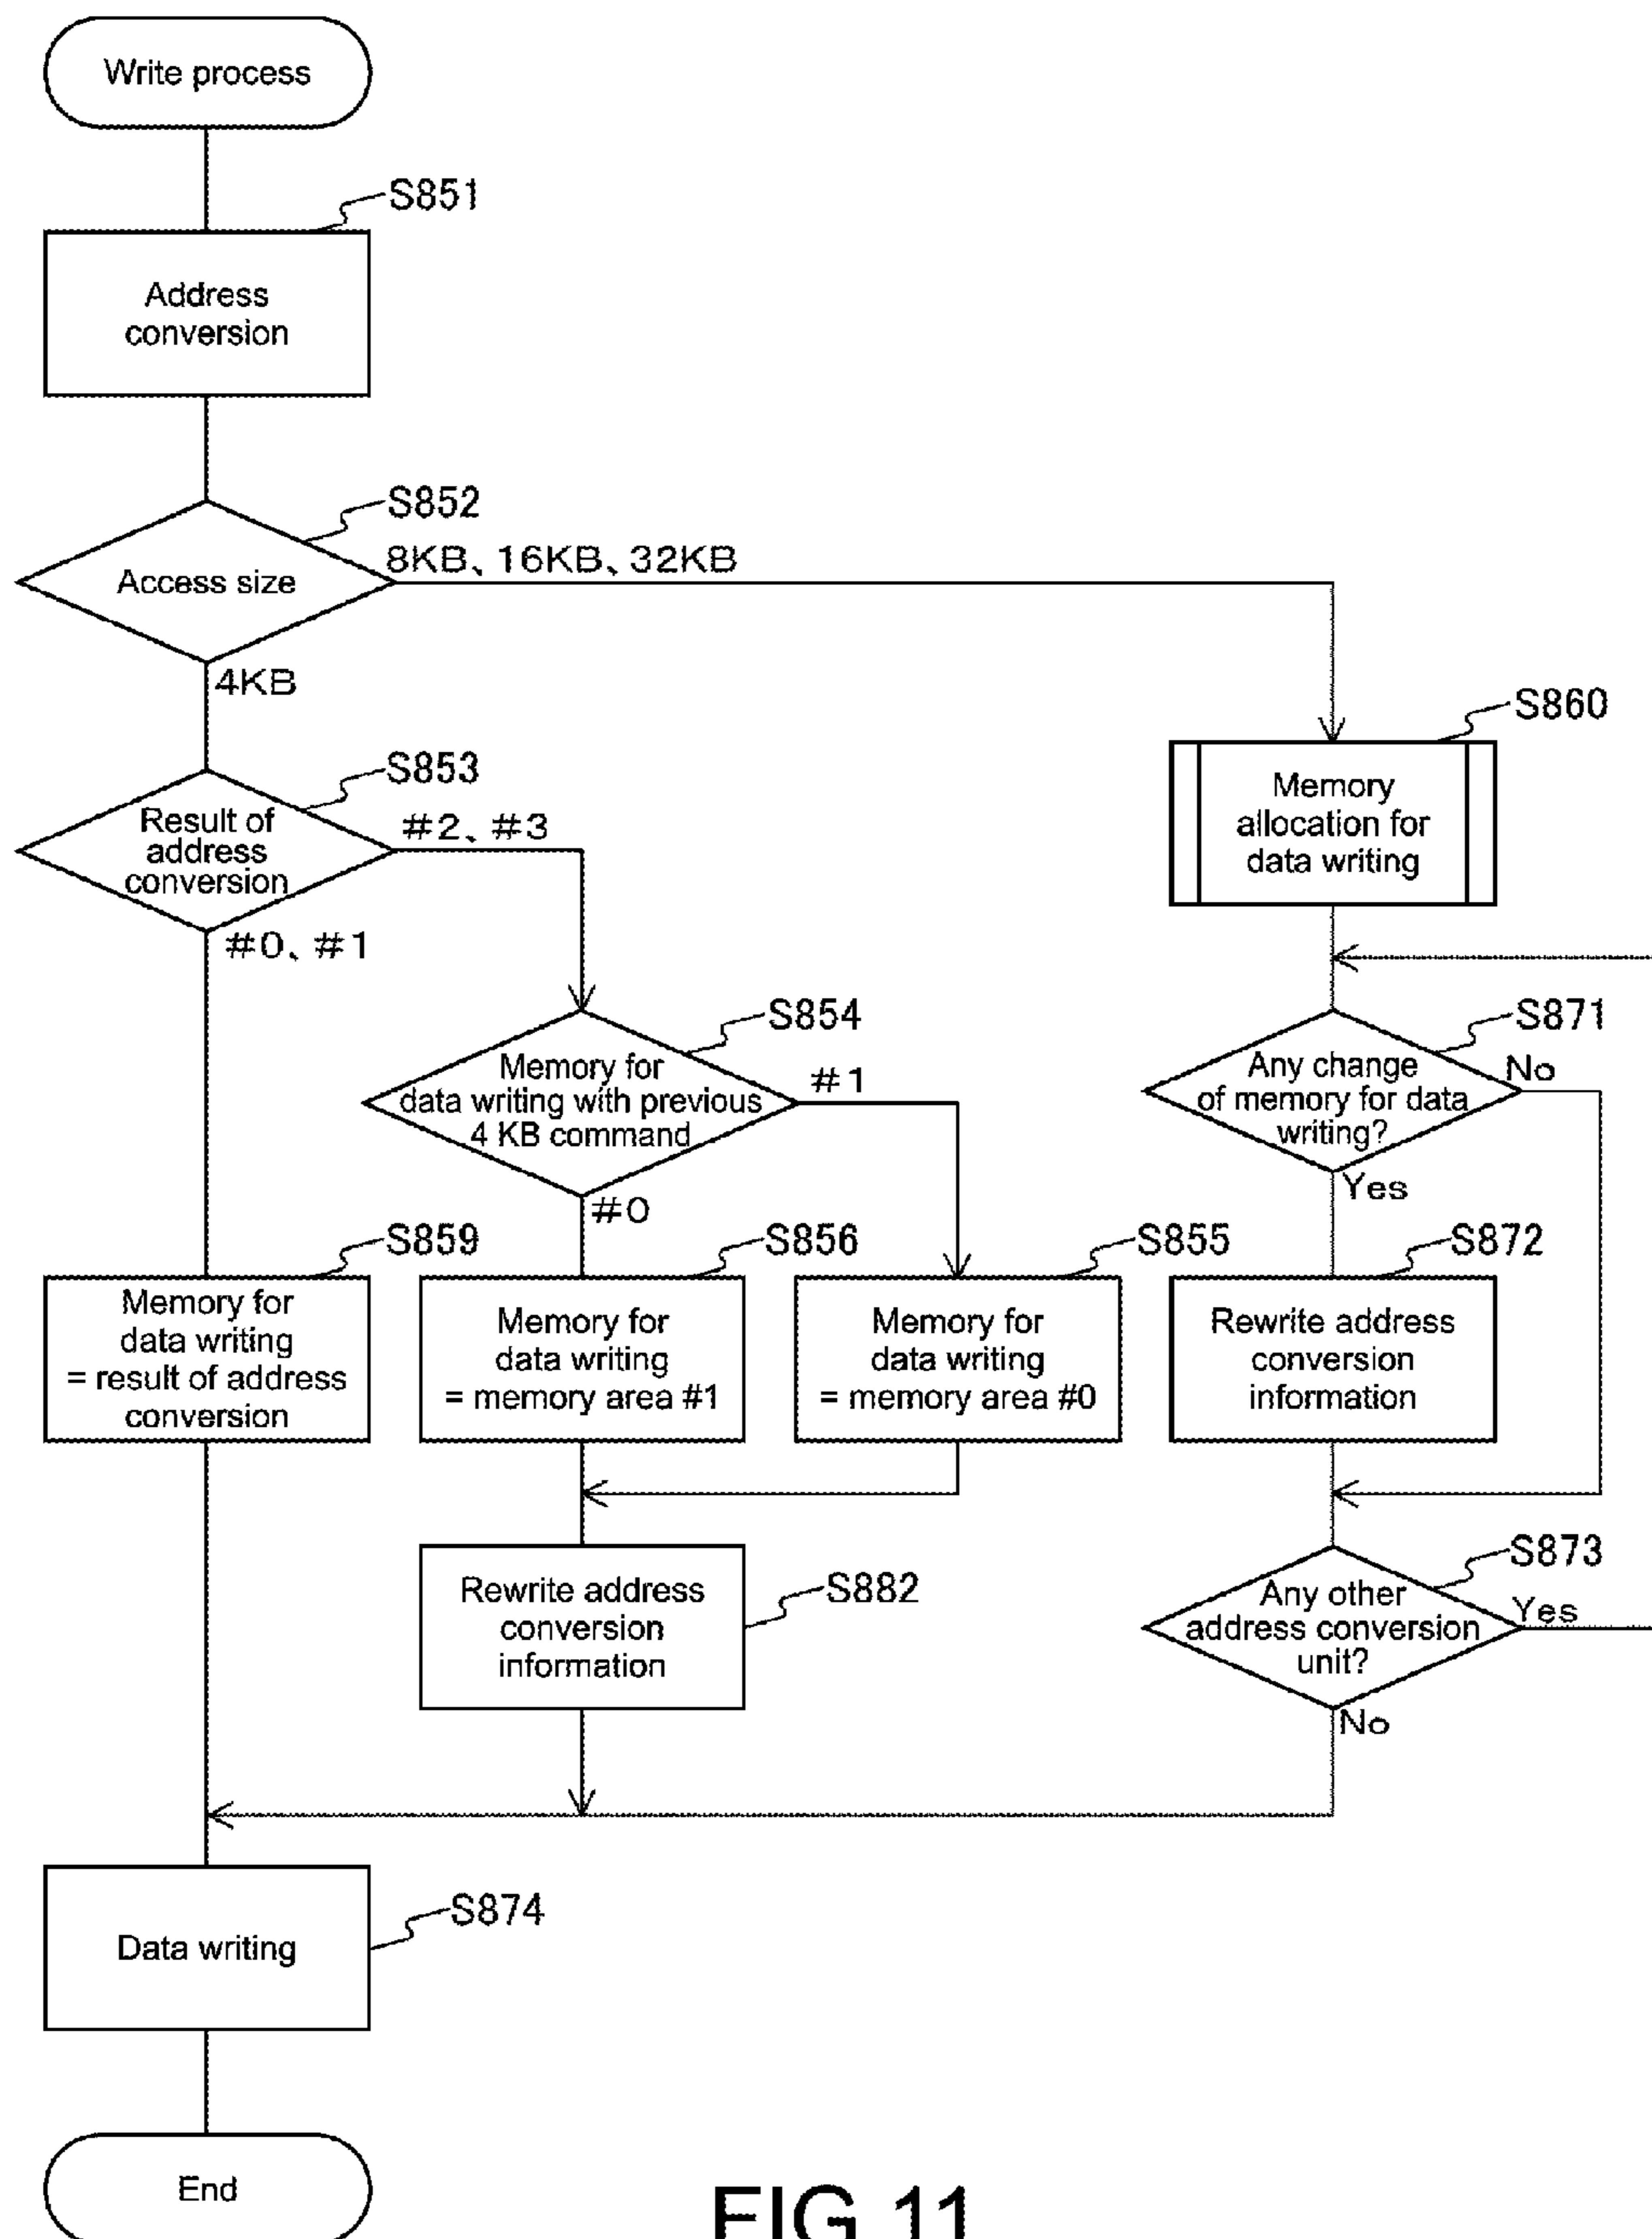 Write process
S851
Address
conversion
S852
Access size
8KB、16KB、32KB
4KB
S853
Result of
address
conversion
#2、#3
#0、#1
S860
Memory
allocation for
data writing
S854
Memory for
data writing with previous
4 KB command
#1
#0
S871
Any change
of memory for data
writing?
No
Yes
S859
Memory for
data writing
= result of address
conversion
S856
Memory for
data writing
= memory area #1
S855
Memory for
data writing
= memory area #0
S872
Rewrite address
conversion
information
S882
Rewrite address
conversion
information
S873
Any other
address conversion
unit?
Yes
No
S874
Data writing
End
FIG.11